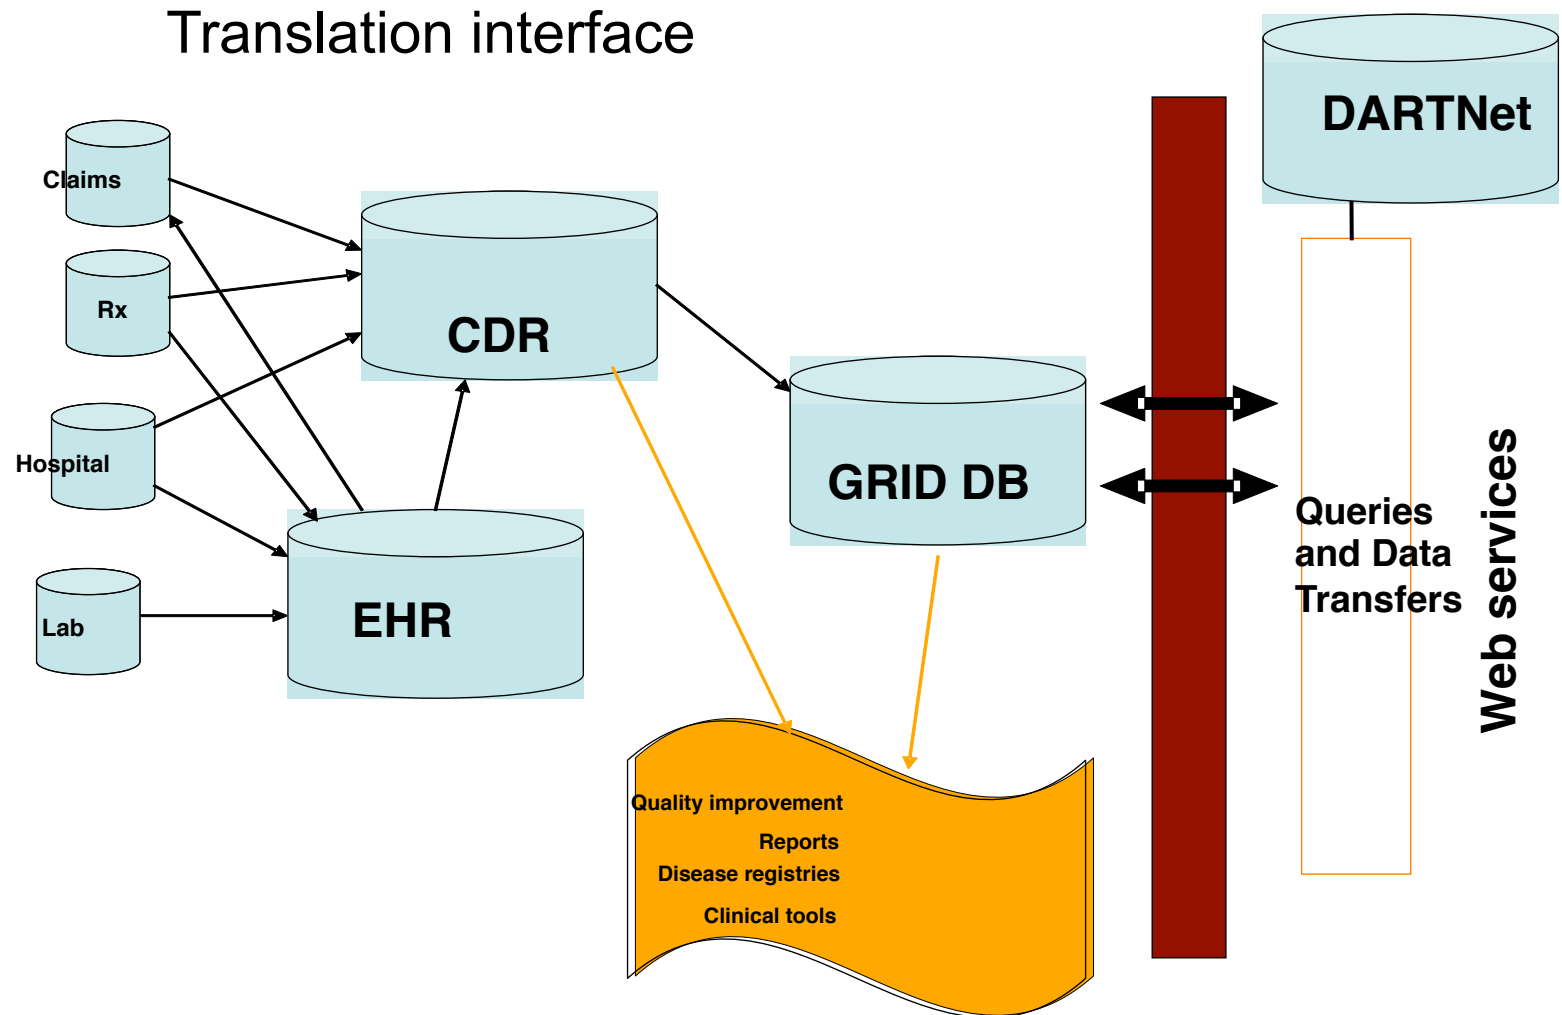 Translation interface
DARTNet
Claims
Rx
CDR
Hospital
GRID DB
Queries
and Data
Transfers
Web services
EHR
Lab
Quality improvement
Reports
Disease registries
Clinical tools